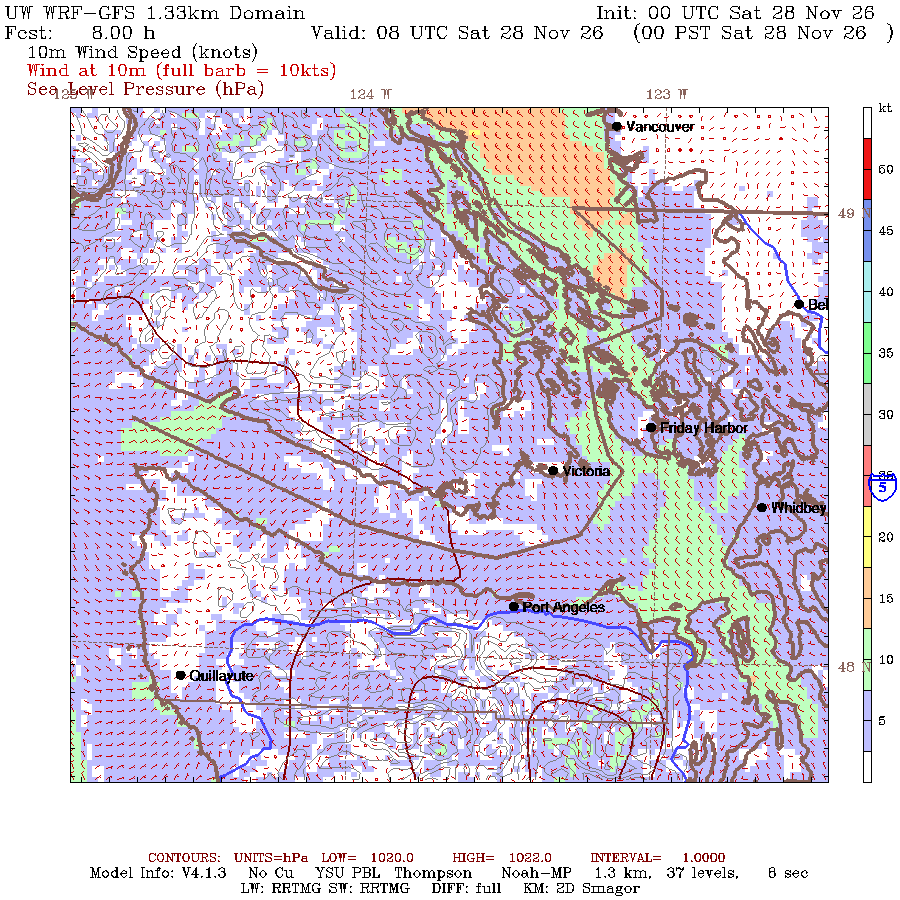 UW WRF-GFS 1.33km Domain Init: 00 UTC Sat 28 Nov 26
Fcst: 8.00 h Valid: 08 UTC Sat 28 Nov 26 (00 PST Sat 28 Nov 26 )
10m Wind Speed (knots)
Wind at 10m (full barb = 10kts)
Sea Level Pressure (hPa)
125 W 124 W 123 W
kt
Vancouver
60
49 N
45
40
Bel
35
30
Friday Harbor
25
Victoria
5
Whidbey
20
15
Port Angeles
10
48 N
Quillayute
5
CONTOURS: UNITS=hPa LOW= 1020.0 HIGH= 1022.0 INTERVAL= 1.0000
Model Info: V4.1.3 No Cu YSU PBL Thompson Noah-MP 1.3 km, 37 levels, 8 sec
LW: RRTMG SW: RRTMG DIFF: full KM: 2D Smagor